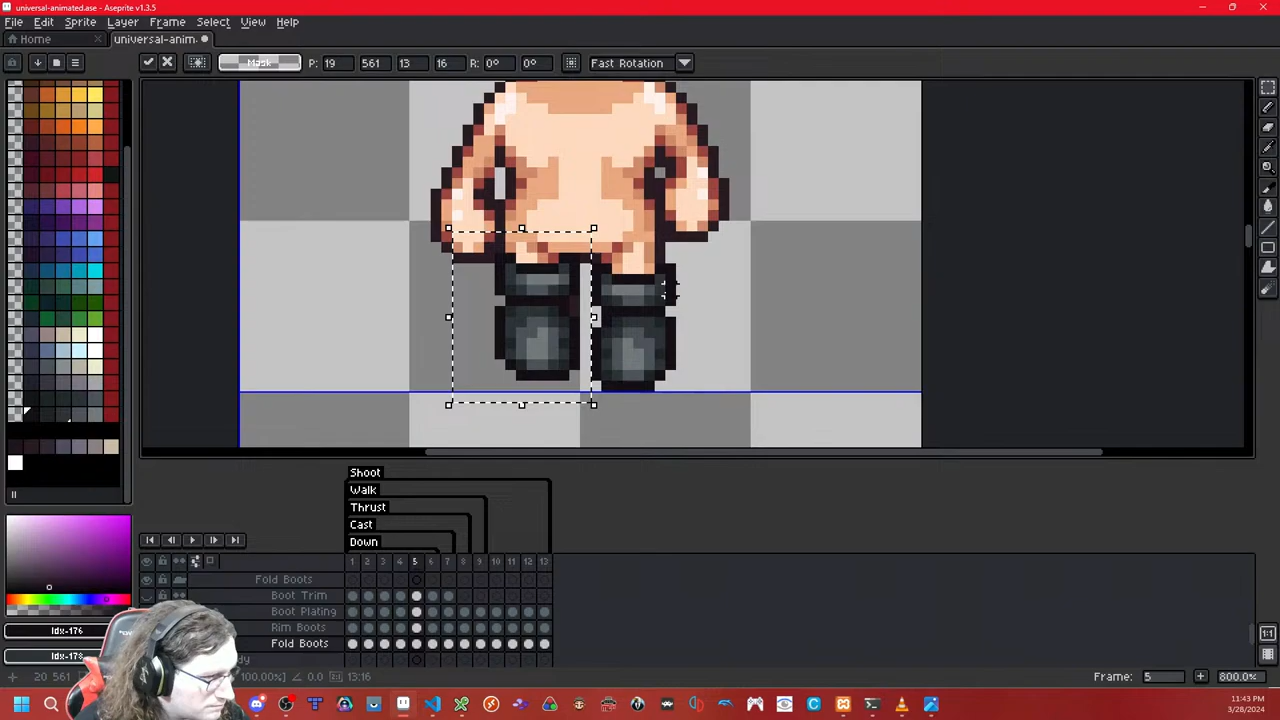 universal-animated.ase - Aseprite v1.3.5
File Edit Sprite Layer Frame Select View Help
Home universal-anim.
Mask P: 19 561 13 16 R: 0° 0° Fast Rotation
Shoot
Walk
Thrust
Cast
Down
1 2 3 4 5 6 7 8 9 10 11 12 13
Fold Boots
Boot Trim
Boot Plating
Rim Boots
Fold Boots
Idx-176
20 561 100.00%] 0.0 13:16
Frame: 5 800.0%
1:1
11:43 PM
3/28/2024